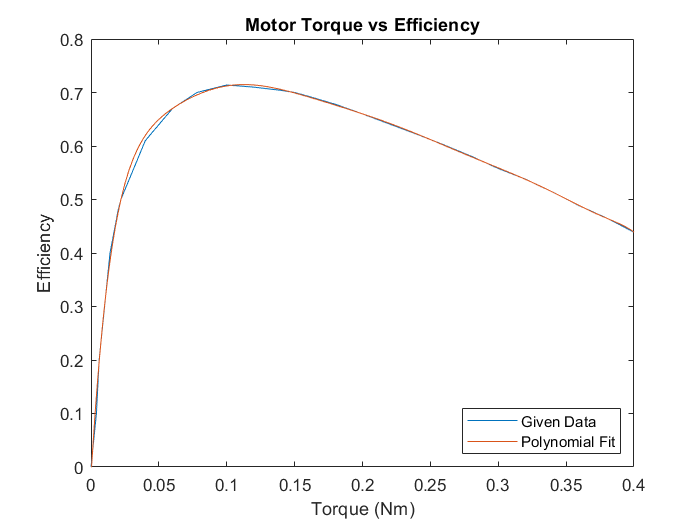 Motor Torque vs Efficiency
0.8
0.7
0.6
0.5
0.4
0.3
0.2
0.1
0
Efficiency
Given Data
Polynomial Fit
0 0.05 0.1 0.15 0.2 0.25 0.3 0.35 0.4
Torque (Nm)